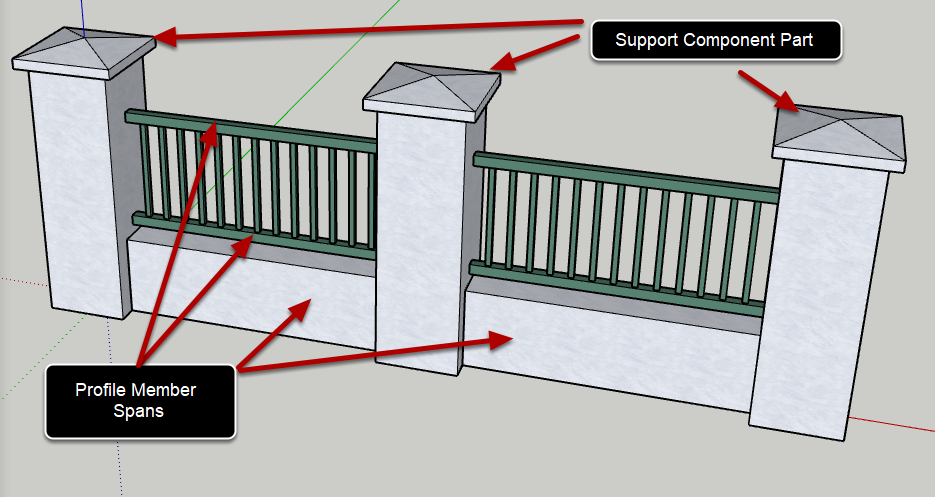 Support Component Part
Profile Member
Spans